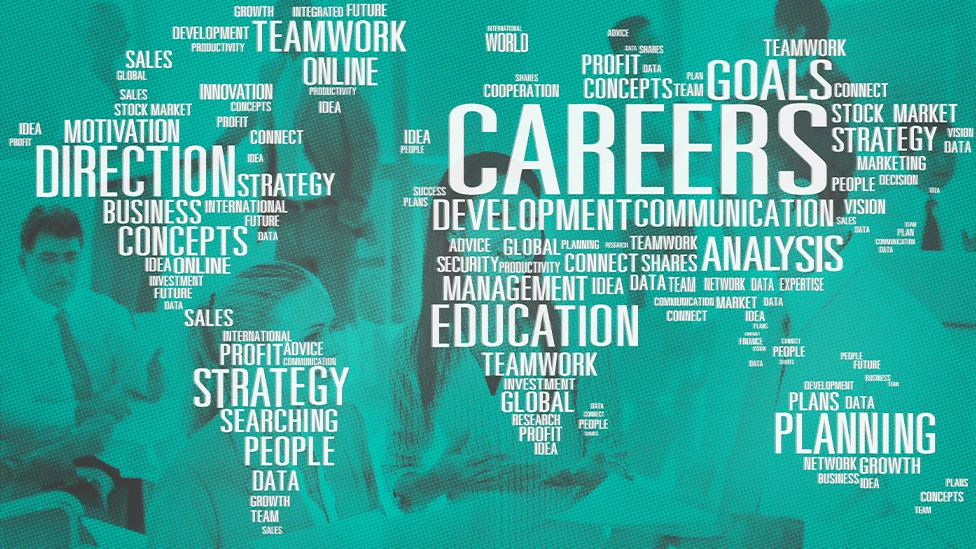 GROWTH INTEGRATED FUTURE
DEVELOPMENT TEAMWORK
PRODUCTIVITY
SALES ONLINE
GLOBAL
PRODUCTIVITY
INNOVATION
SALES
CONCEPTS IDEA
STOCK MARKET
PROFIT
IDEA MOTIVATION CONNECT
PROFIT
IDEA
DIRECTION STRATEGY
BUSINESS INTERNATIONAL
FUTURE
CONCEPTS DATA
IDEA ONLINE
INVESTMENT
FUTURE
DATA
SALES
INTERNATIONAL
PROFIT ADVICE
COMMUNICATION
STRATEGY
SEARCHING
PEOPLE
DATA
GROWTH
TEAM
SALES
INTERNATIONAL
WORLD
ADVICE
DATA SHARES
TEAMWORK
PROFIT DATA
SHARES
PLAN
COOPERATION
CONCEPTS TEAM GOALS CONNECT
IDEA
PEOPLE
CAREERS
STOCK MARKET
STRATEGY VISION
DATA
MARKETING
PEOPLE DECISION
IDEA
SUCCESS
PLANS
DEVELOPMENT COMMUNICATION VISION
SALES
DATA
TEAM
PLAN
COMMUNICATION
DATA
ADVICE GLOBAL PLANNING RESEARCH TEAMWORK ANALYSIS
SECURITY PRODUCTIVITY CONNECT SHARES
MANAGEMENT IDEA DATA TEAM NETWORK DATA EXPERTISE
COMMUNICATION MARKET DATA
EDUCATION CONNECT IDEA
PLANS
FINANCE
VISION
CONNECT
PEOPLE
SHARES
DATA
TEAMWORK
INVESTMENT
GLOBAL DATA
CONNECT
RESEARCH PEOPLE
PROFIT SHARES
IDEA
PEOPLE
FUTURE
BUSINESS
TEAM
DEVELOPMENT
PLANS DATA
PLANNING
NETWORK GROWTH
BUSINESS IDEA
PLANS
CONCEPTS
TEAM